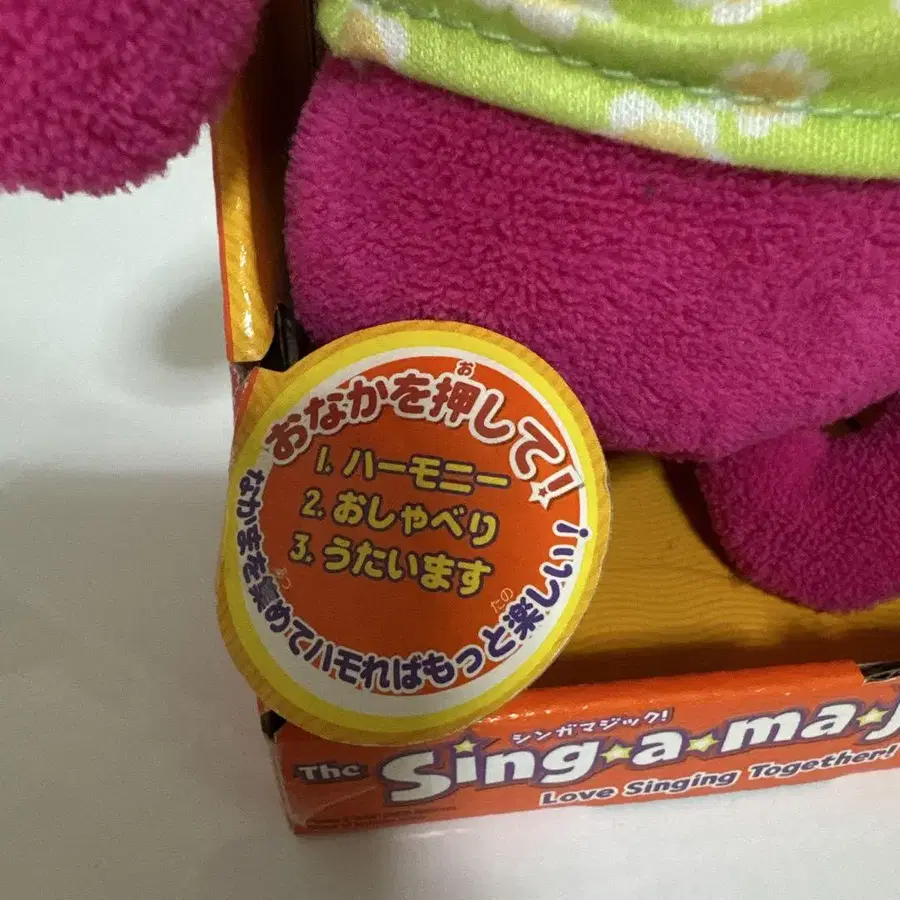 おなかを押して!
1. ハーモニー
2. おしゃべり
3. うたいます
なかまを集めてハモればもっと楽しい!
シンガマジック!
The Sing★a★ma★j
Love Singing Together!